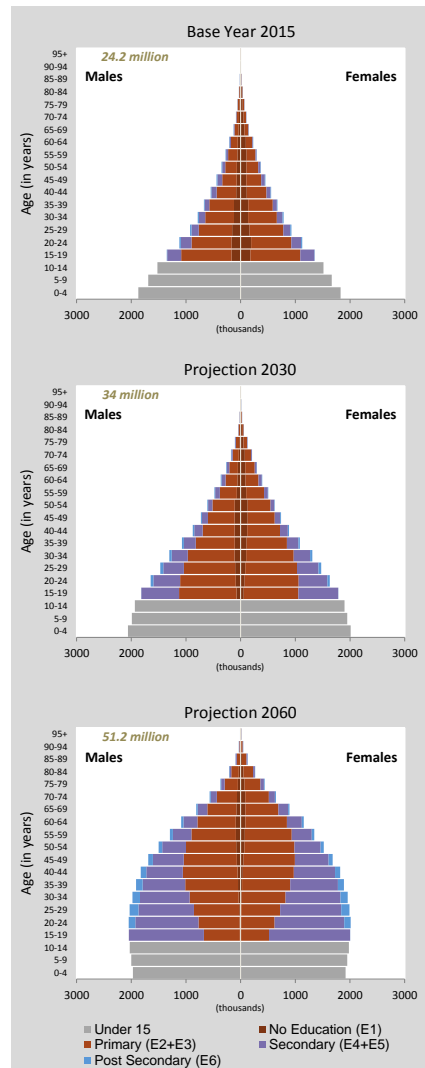 Base Year 2015
24.2 million
Males
Females
Age (in years)
95+
90-94
85-89
80-84
75-79
70-74
65-69
60-64
55-59
50-54
45-49
40-44
35-39
30-34
25-29
20-24
15-19
10-14
5-9
0-4
3000 2000 1000 0 1000 2000 3000
(thousands)
Projection 2030
34 million
Males
Females
Age (in years)
95+
90-94
85-89
80-84
75-79
70-74
65-69
60-64
55-59
50-54
45-49
40-44
35-39
30-34
25-29
20-24
15-19
10-14
5-9
0-4
3000 2000 1000 0 1000 2000 3000
(thousands)
Projection 2060
51.2 million
Males
Females
Age (in years)
95+
90-94
85-89
80-84
75-79
70-74
65-69
60-64
55-59
50-54
45-49
40-44
35-39
30-34
25-29
20-24
15-19
10-14
5-9
0-4
3000 2000 1000 0 1000 2000 3000
(thousands)
Under 15
No Education (E1)
Primary (E2+E3)
Secondary (E4+E5)
Post Secondary (E6)